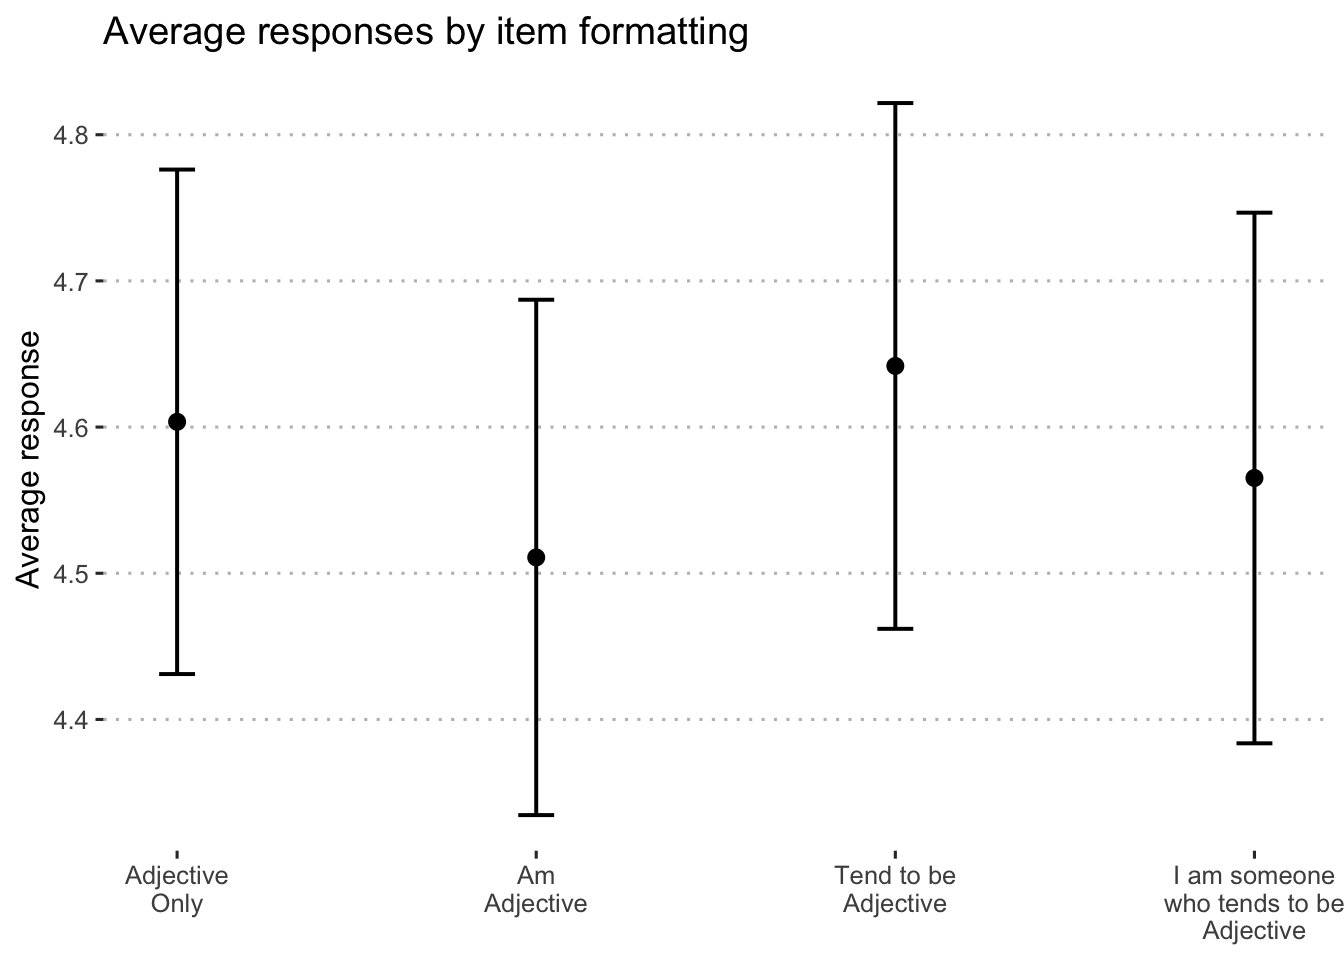 Average responses by item formatting
Average response
4.8
4.7
4.6
4.5
4.4
Adjective
Only
Am
Adjective
Tend to be
Adjective
I am someone
who tends to be
Adjective